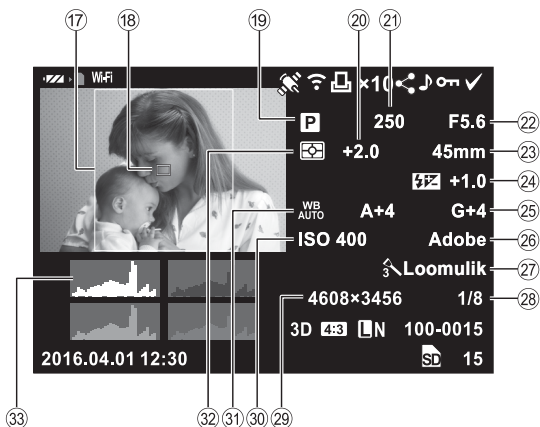 17 18 19 20 21
Wi-Fi ×10
P 250 F5.6 22
+2.0 45mm 23
+1.0 24
WB AUTO A+4 G+4 25
ISO 400 Adobe 26
3 Loomulik 27
4608×3456 1/8 28
3D 4:3 L N 100-0015
2016.04.01 12:30 SD 15
33 32 31 30 29